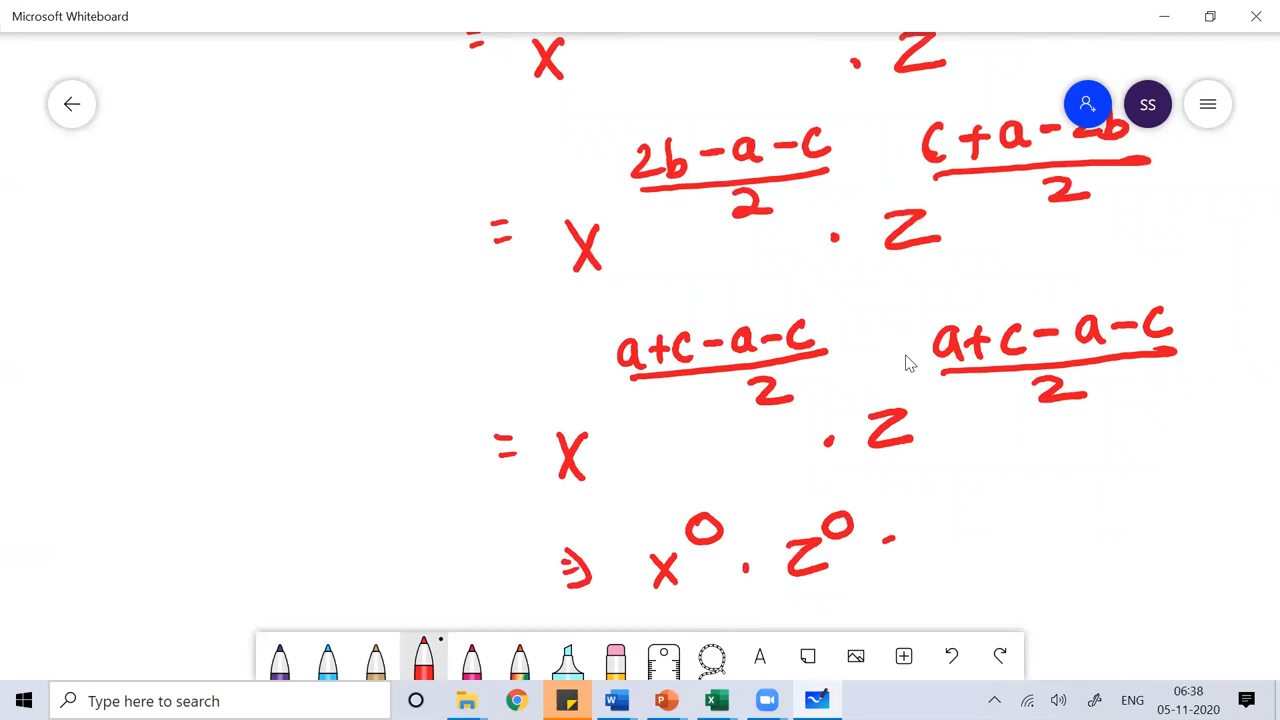 Microsoft Whiteboard
= x . z
SS
2b-a-c c+a-2b
2 2
= x . z
a+c-a-c a+c-a-c
2 2
= x . z
⇒ x⁰ . z⁰ -
A
Type here to search
ENG
06:38
05-11-2020